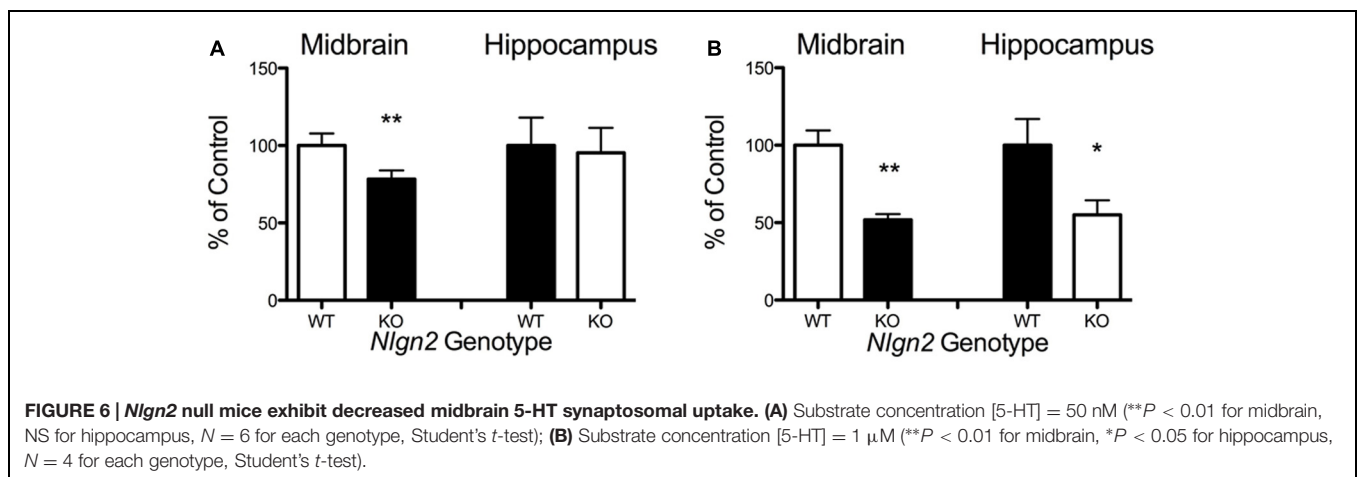 A Midbrain Hippocampus
150
100
50
0
% of Control
**
WT KO WT KO
Nlgn2 Genotype
B Midbrain Hippocampus
150
100
50
0
% of Control
** *
WT KO WT KO
Nlgn2 Genotype
FIGURE 6 | Nlgn2 null mice exhibit decreased midbrain 5-HT synaptosomal uptake. (A) Substrate concentration [5-HT] = 50 nM (**P < 0.01 for midbrain,
NS for hippocampus, N = 6 for each genotype, Student's t-test); (B) Substrate concentration [5-HT] = 1 μM (**P < 0.01 for midbrain, *P < 0.05 for hippocampus,
N = 4 for each genotype, Student's t-test).